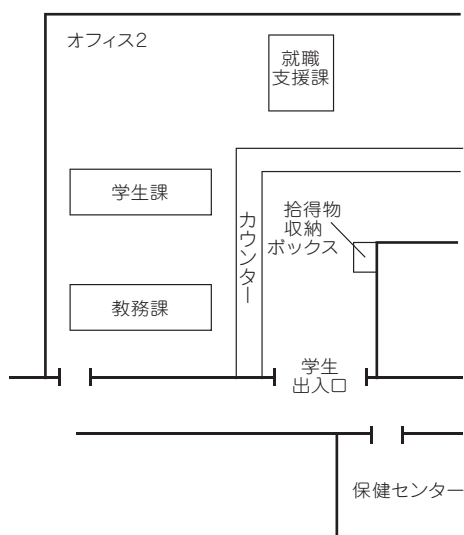 オフィス2
就職
支援課
学生課
カウンター
拾得物
収納
ボックス
教務課
学生
出入口
保健センター